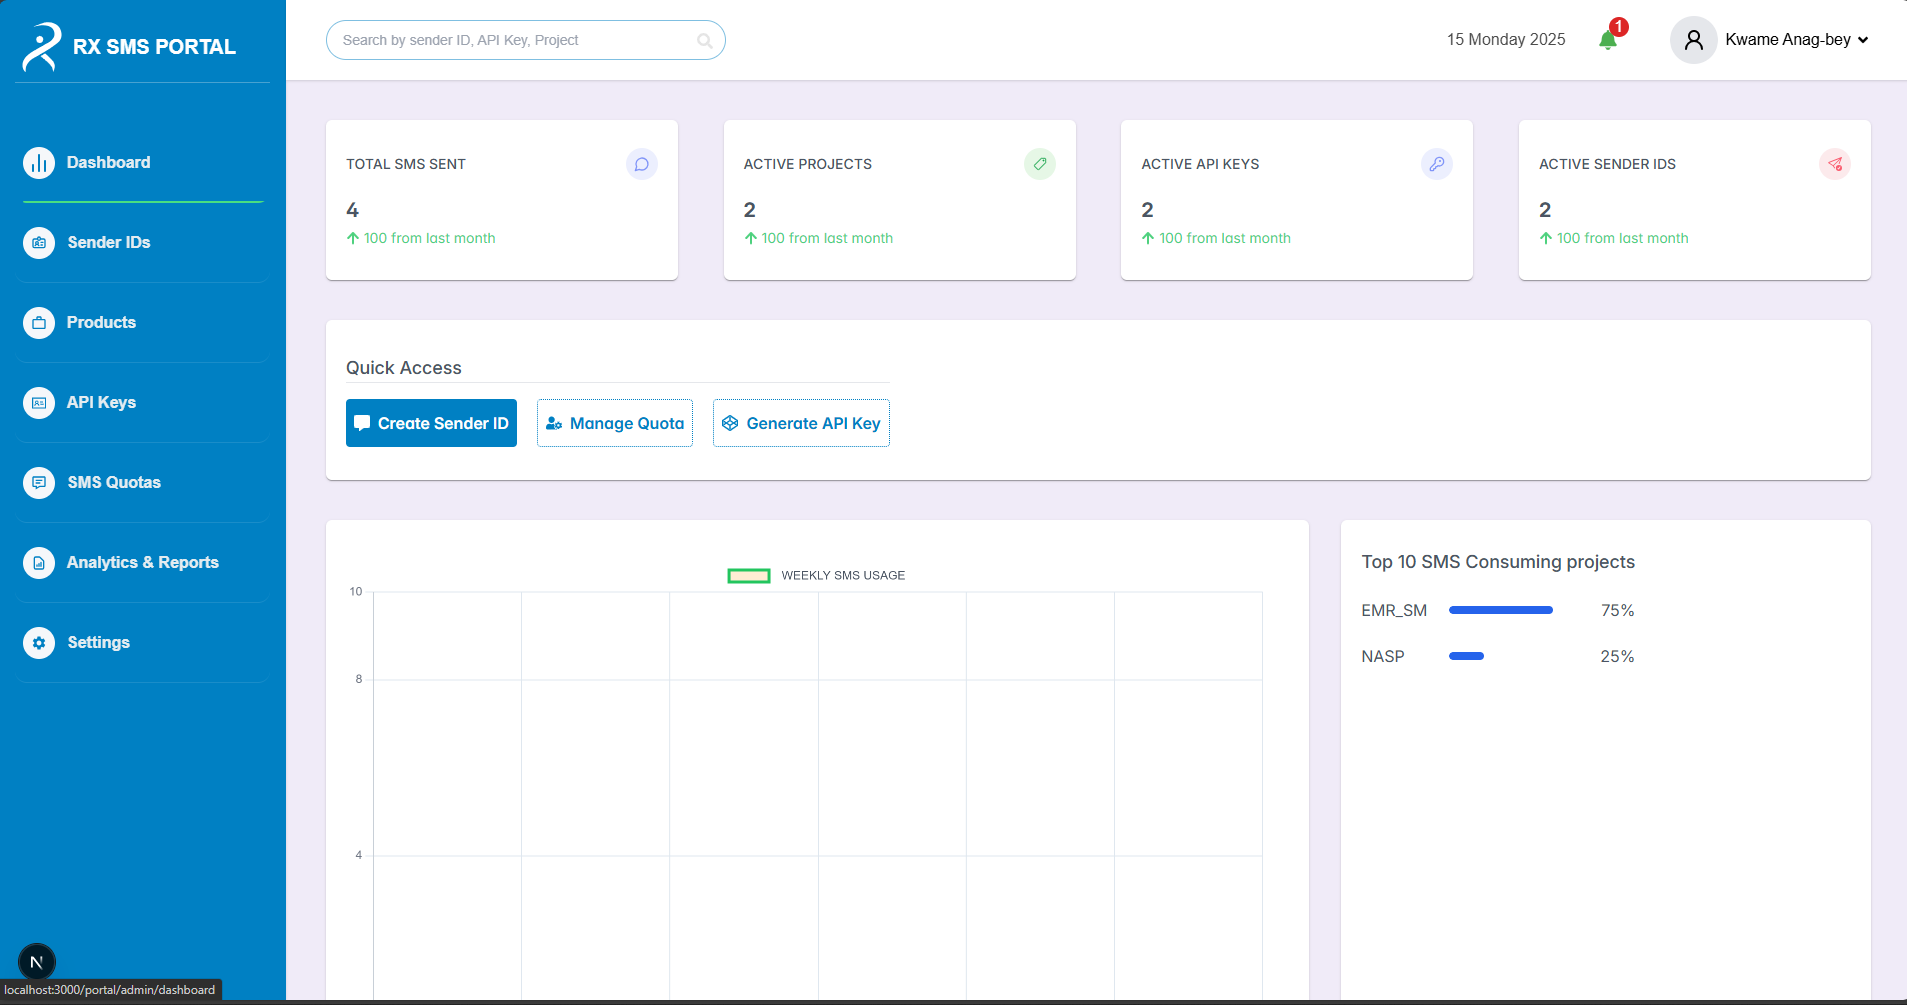 RX SMS PORTAL
Search by sender ID, API Key, Project
15 Monday 2025
1
Kwame Anag-bey
Dashboard
Sender IDs
Products
API Keys
SMS Quotas
Analytics & Reports
Settings
TOTAL SMS SENT
4
100 from last month
ACTIVE PROJECTS
2
100 from last month
ACTIVE API KEYS
2
100 from last month
ACTIVE SENDER IDS
2
100 from last month
Quick Access
Create Sender ID
Manage Quota
Generate API Key
WEEKLY SMS USAGE
10
8
4
Top 10 SMS Consuming projects
EMR_SM 75%
NASP 25%
N
localhost:3000/portal/admin/dashboard